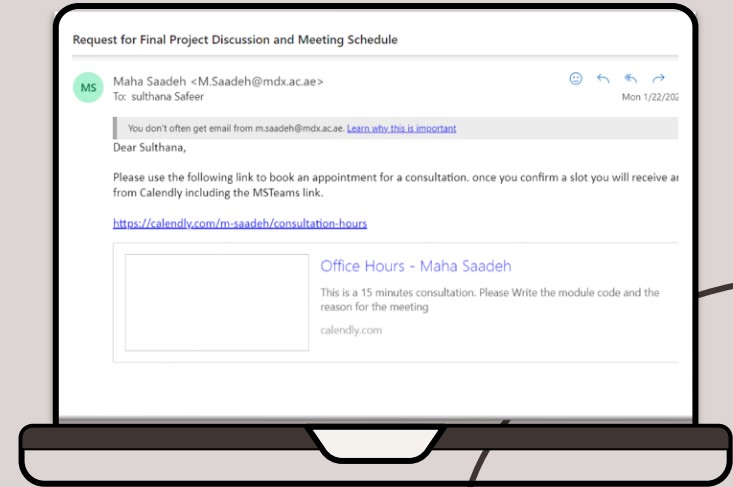 Request for Final Project Discussion and Meeting Schedule
MS
Maha Saadeh <M.Saadeh@mdx.ac.ae>
To: sulthana Safeer
Mon 1/22/202
You don't often get email from m.saadeh@mdx.ac.ae. Learn why this is important
Dear Sulthana,
Please use the following link to book an appointment for a consultation. once you confirm a slot you will receive
from Calendly including the MSTeams link.
https://calendly.com/m-saadeh/consultation-hours
Office Hours - Maha Saadeh
This is a 15 minutes consultation. Please Write the module code and the
reason for the meeting
calendly.com